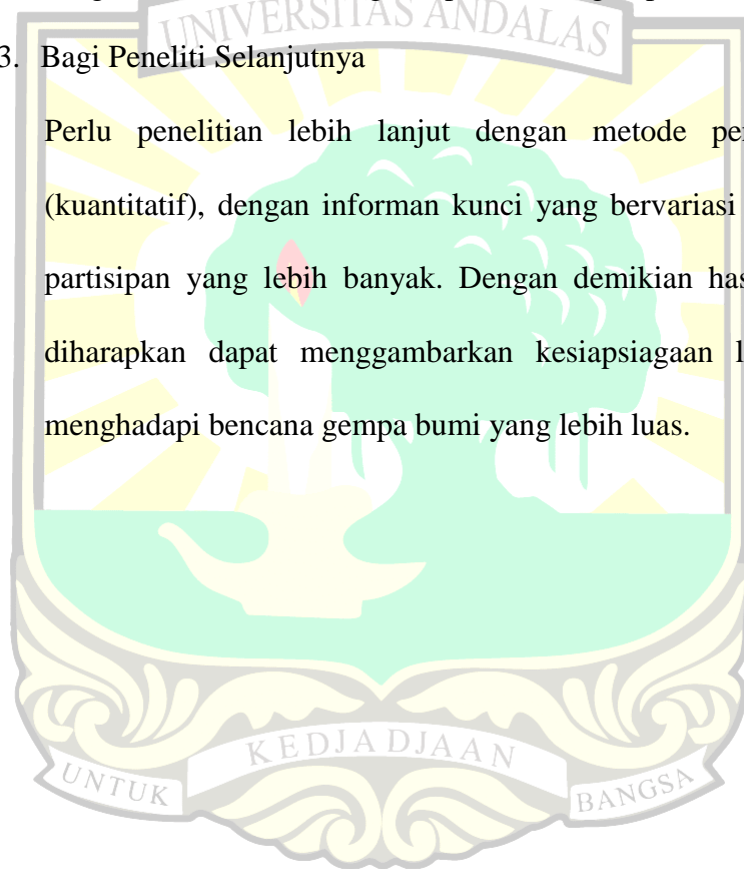 UNIVERSITAS ANDALAS
3. Bagi Peneliti Selanjutnya
Perlu penelitian lebih lanjut dengan metode
(kuantitatif), dengan informan kunci yang bervariasi
partisipan yang lebih banyak. Dengan demikian
diharapkan dapat menggambarkan kesiapsiagaan
menghadapi bencana gempa bumi yang lebih luas.
UNTUK KEDJADJAAN BANGSA